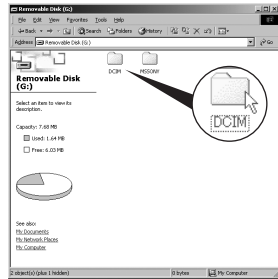 Removable Disk (G:)
File Edit View Favorites Tools Help
Back Search Folders History
Address Removable Disk (G:) Go
Removable Disk
(G:)
Select an item to view its
description.
Capacity: 7.68 MB
Used: 1.64 MB
Free: 6.03 MB
See also:
My Documents
My Network Places
My Computer
DCIM MSSONY
DCIM
2 object(s) (plus 1 hidden) 0 bytes My Computer